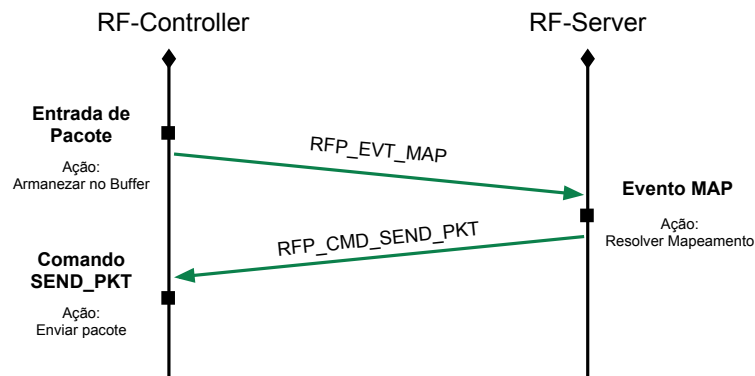 RF-Controller
RF-Server
Entrada de
Pacote
Ação:
Armanezar no Buffer
RFP_EVT_MAP
Evento MAP
Ação:
Resolver Mapeamento
RFP_CMD_SEND_PKT
Comando
SEND_PKT
Ação:
Enviar pacote